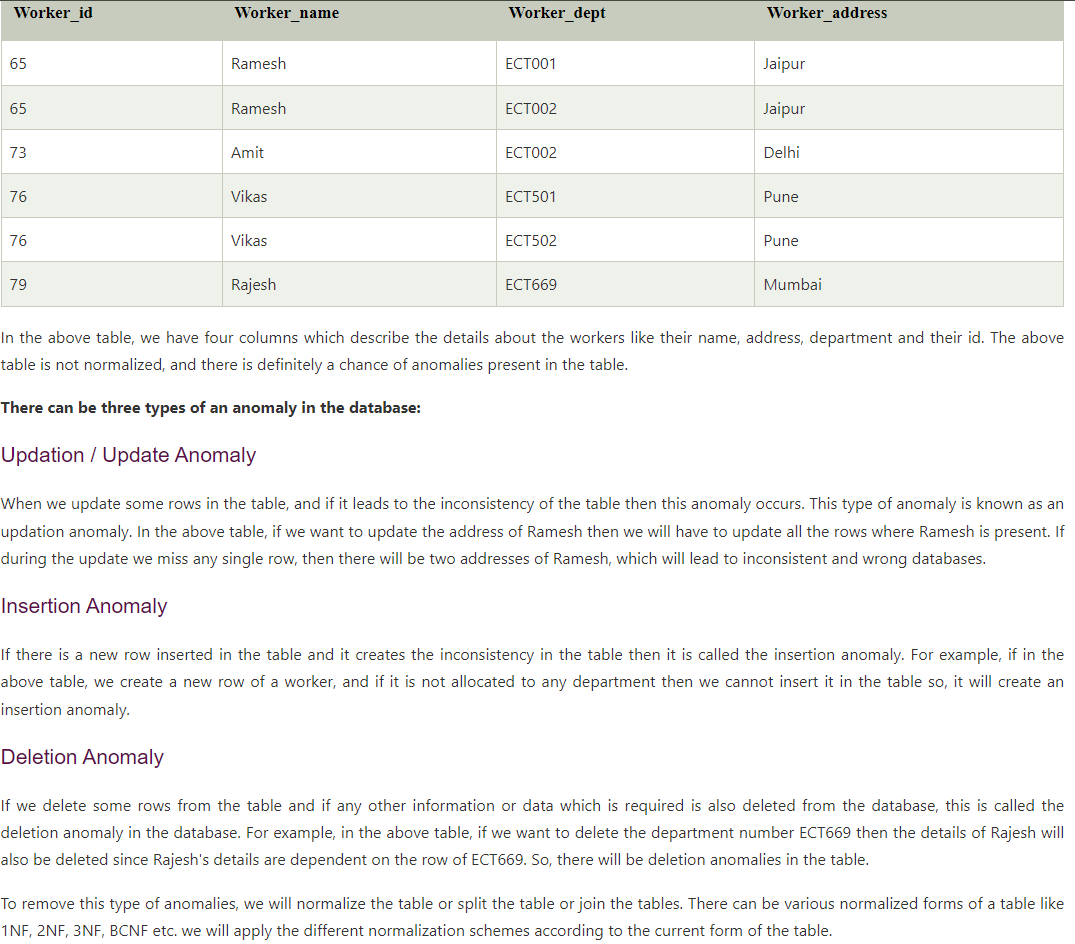 Worker_id Worker_name Worker_dept Worker_address
65 Ramesh ECT001 Jaipur
65 Ramesh ECT002 Jaipur
73 Amit ECT002 Delhi
76 Vikas ECT501 Pune
76 Vikas ECT502 Pune
79 Rajesh ECT669 Mumbai
In the above table, we have four columns which describe the details about the workers like their name, address, department and their id. The above
table is not normalized, and there is definitely a chance of anomalies present in the table.
There can be three types of an anomaly in the database:
Updation / Update Anomaly
When we update some rows in the table, and if it leads to the inconsistency of the table then this anomaly occurs. This type of anomaly is known as an
updation anomaly. In the above table, if we want to update the address of Ramesh then we will have to update all the rows where Ramesh is present. If
during the update we miss any single row, then there will be two addresses of Ramesh, which will lead to inconsistent and wrong databases.
Insertion Anomaly
If there is a new row inserted in the table and it creates the inconsistency in the table then it is called the insertion anomaly. For example, if in the
above table, we create a new row of a worker, and if it is not allocated to any department then we cannot insert it in the table so, it will create an
insertion anomaly.
Deletion Anomaly
If we delete some rows from the table and if any other information or data which is required is also deleted from the database, this is called the
deletion anomaly in the database. For example, in the above table, if we want to delete the department number ECT669 then the details of Rajesh will
also be deleted since Rajesh's details are dependent on the row of ECT669. So, there will be deletion anomalies in the table.
To remove this type of anomalies, we will normalize the table or split the table or join the tables. There can be various normalized forms of a table like
1NF, 2NF, 3NF, BCNF etc. we will apply the different normalization schemes according to the current form of the table.